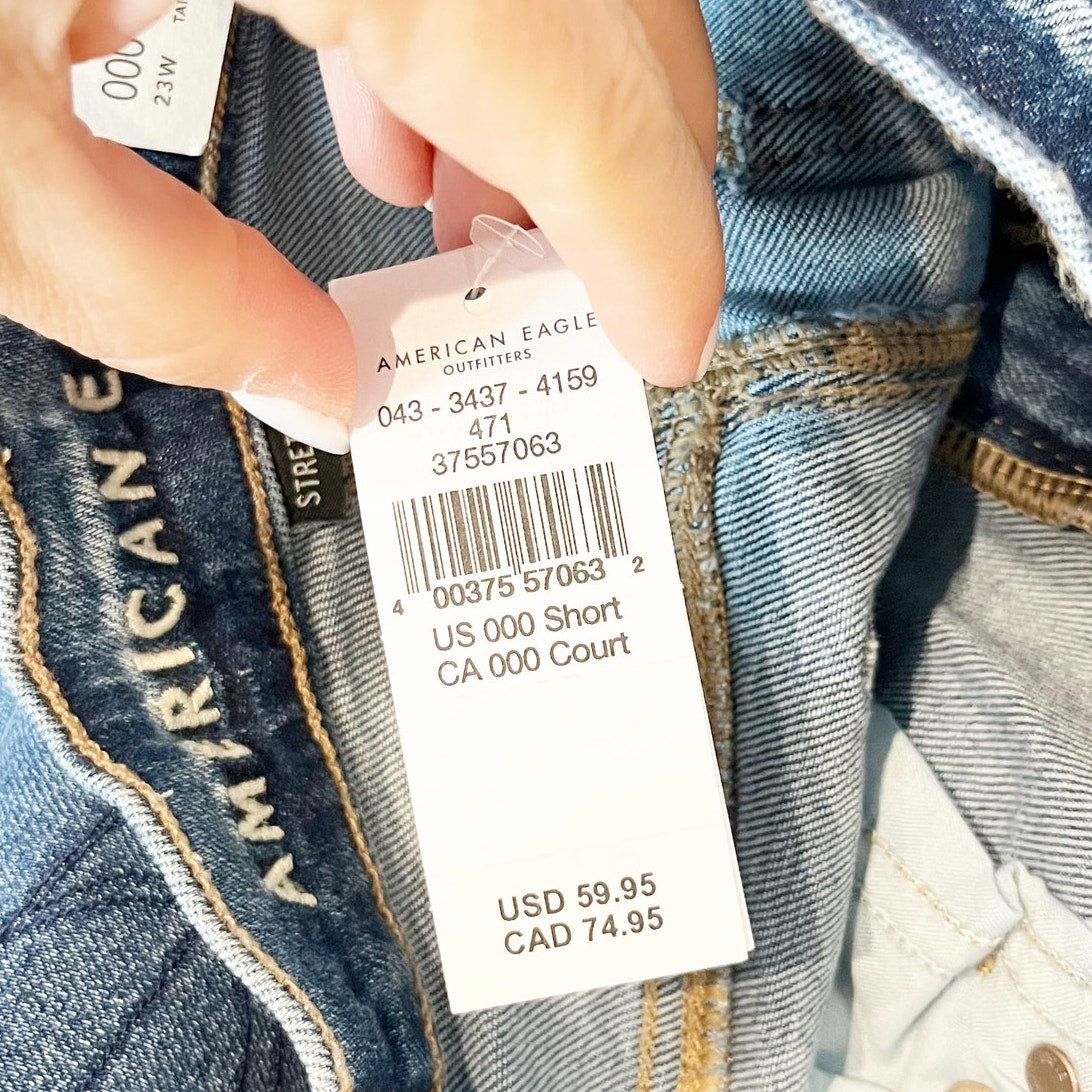 000
23W
AMERICAN EAGLE
OUTFITTERS
043 - 3437 - 4159
471
37557063
4 00375 57063 2
US 000 Short
CA 000 Court
USD 59.95
CAD 74.95
AMERICAN E